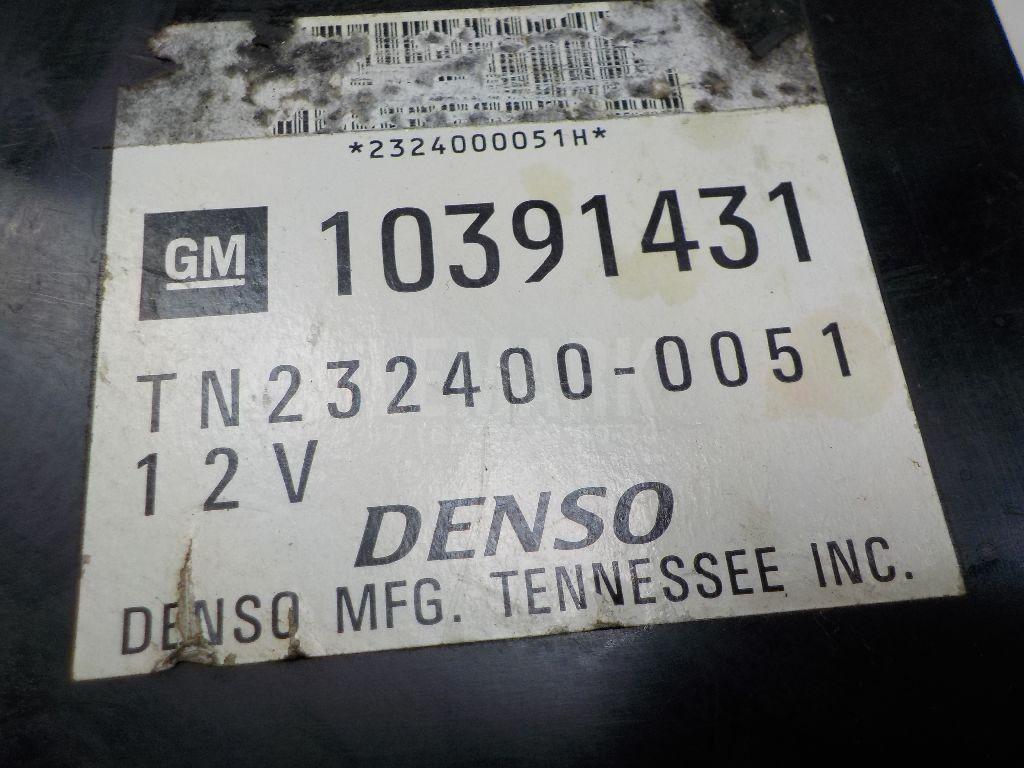 *2324000051H*
GM 10391431
TN232400-0051
12V
DENSO
DENSO MFG. TENNESSEE INC.